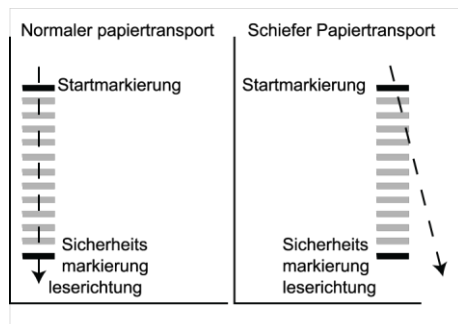 Normaler papiertransport
Startmarkierung
Sicherheits
markierung
leserichtung
Schiefer Papiertransport
Startmarkierung
Sicherheits
markierung
leserichtung